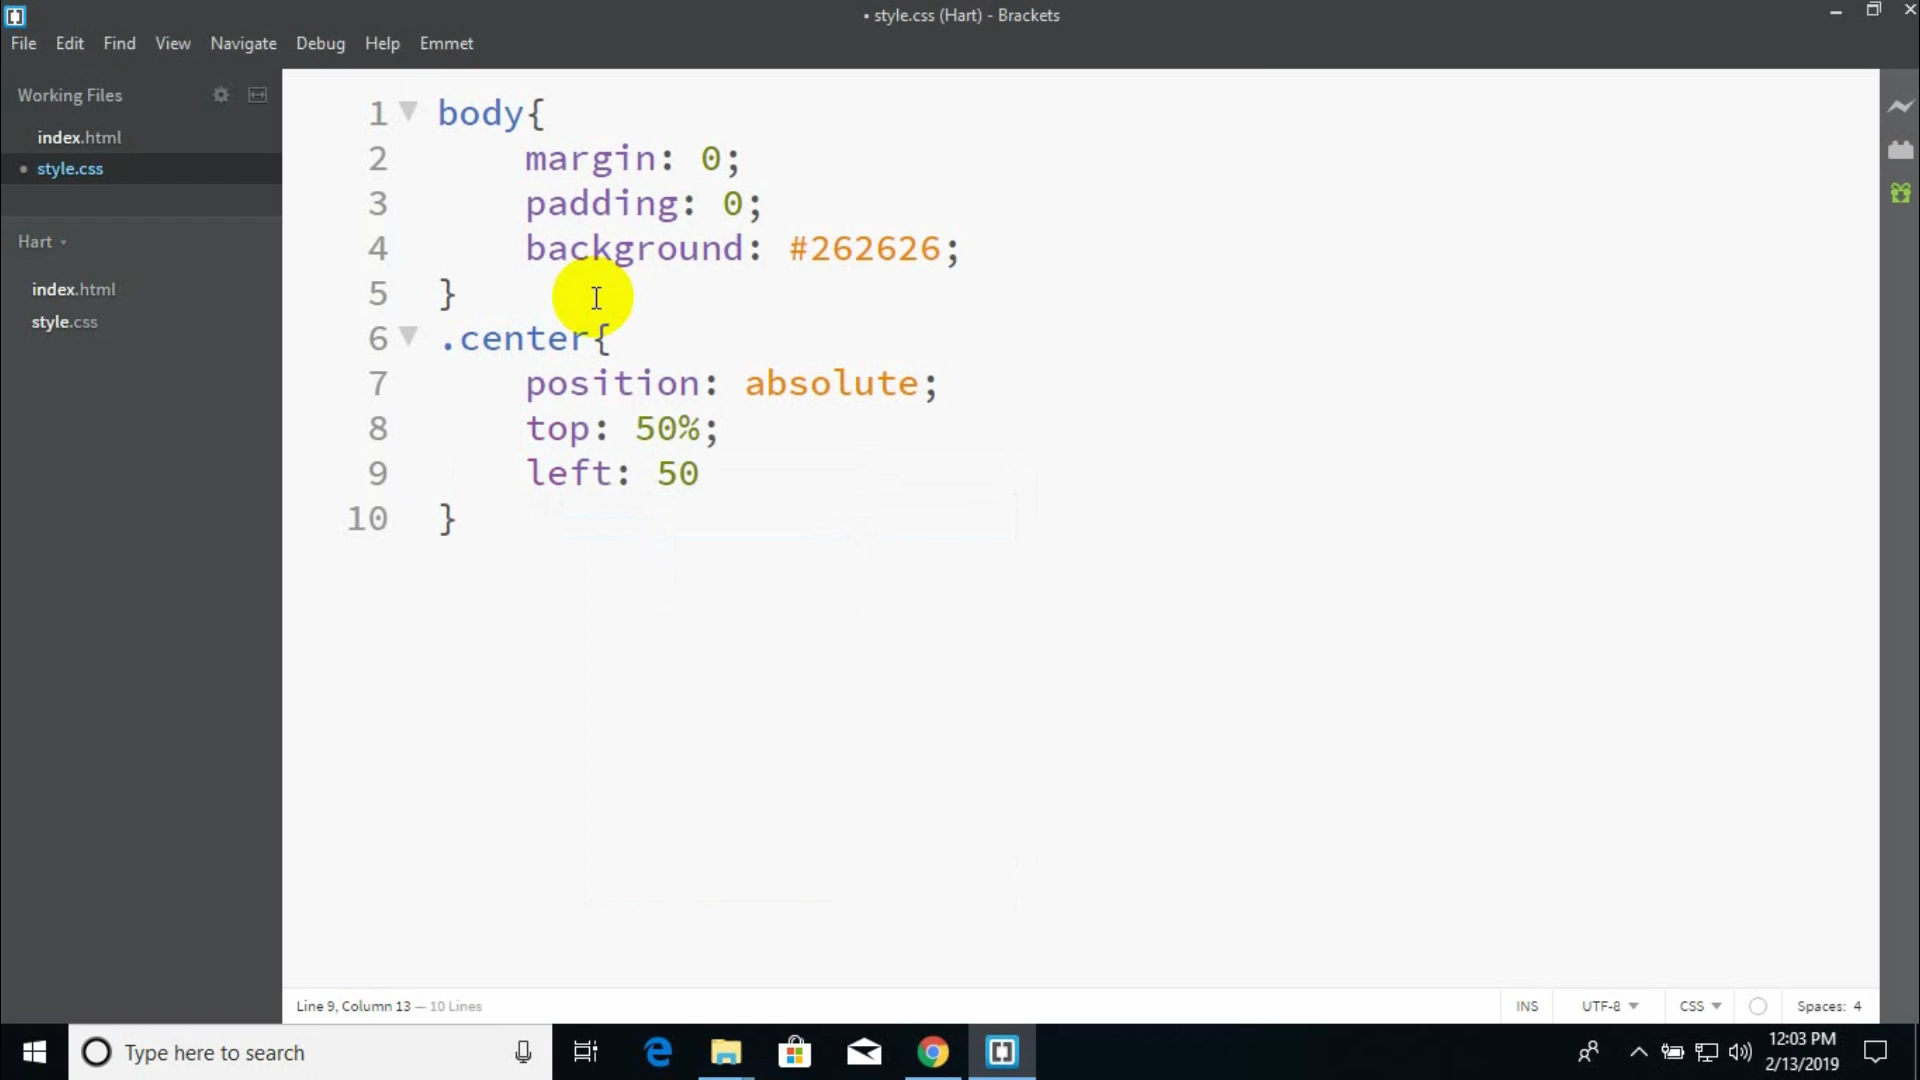 • style.css (Hart) - Brackets
File Edit Find View Navigate Debug Help Emmet
Working Files
index.html
• style.css
Hart
index.html
style.css
1 body{
2 margin: 0;
3 padding: 0;
4 background: #262626;
5 }
6 .center{
7 position: absolute;
8 top: 50%;
9 left: 50
10 }
Line 9, Column 13 — 10 Lines
INS UTF-8 CSS Spaces: 4
Type here to search
12:03 PM
2/13/2019